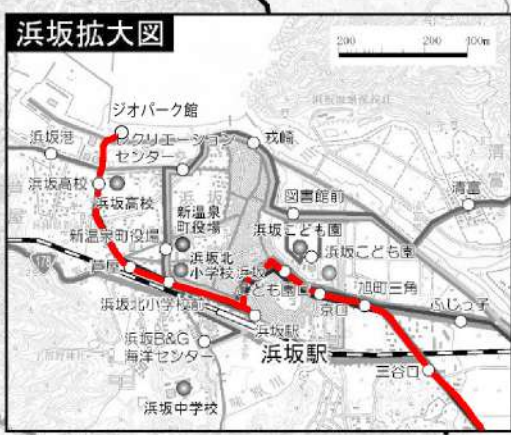 浜坂拡大図
200 200 400m
ジオパーク館
レクリエーション
センター
戎崎
浜坂港
浜坂高校
浜坂高校
図書館前
清富
清富
新温泉
町役場
浜坂こども園
新温泉町役場
浜坂こども園
浜坂北
小学校
浜坂
こども園口
芦屋
178
浜坂北小学校前
京口
旭町三角
ふじっ子
浜坂駅
浜坂B&G
海洋センター
浜坂駅
三谷口
浜坂中学校